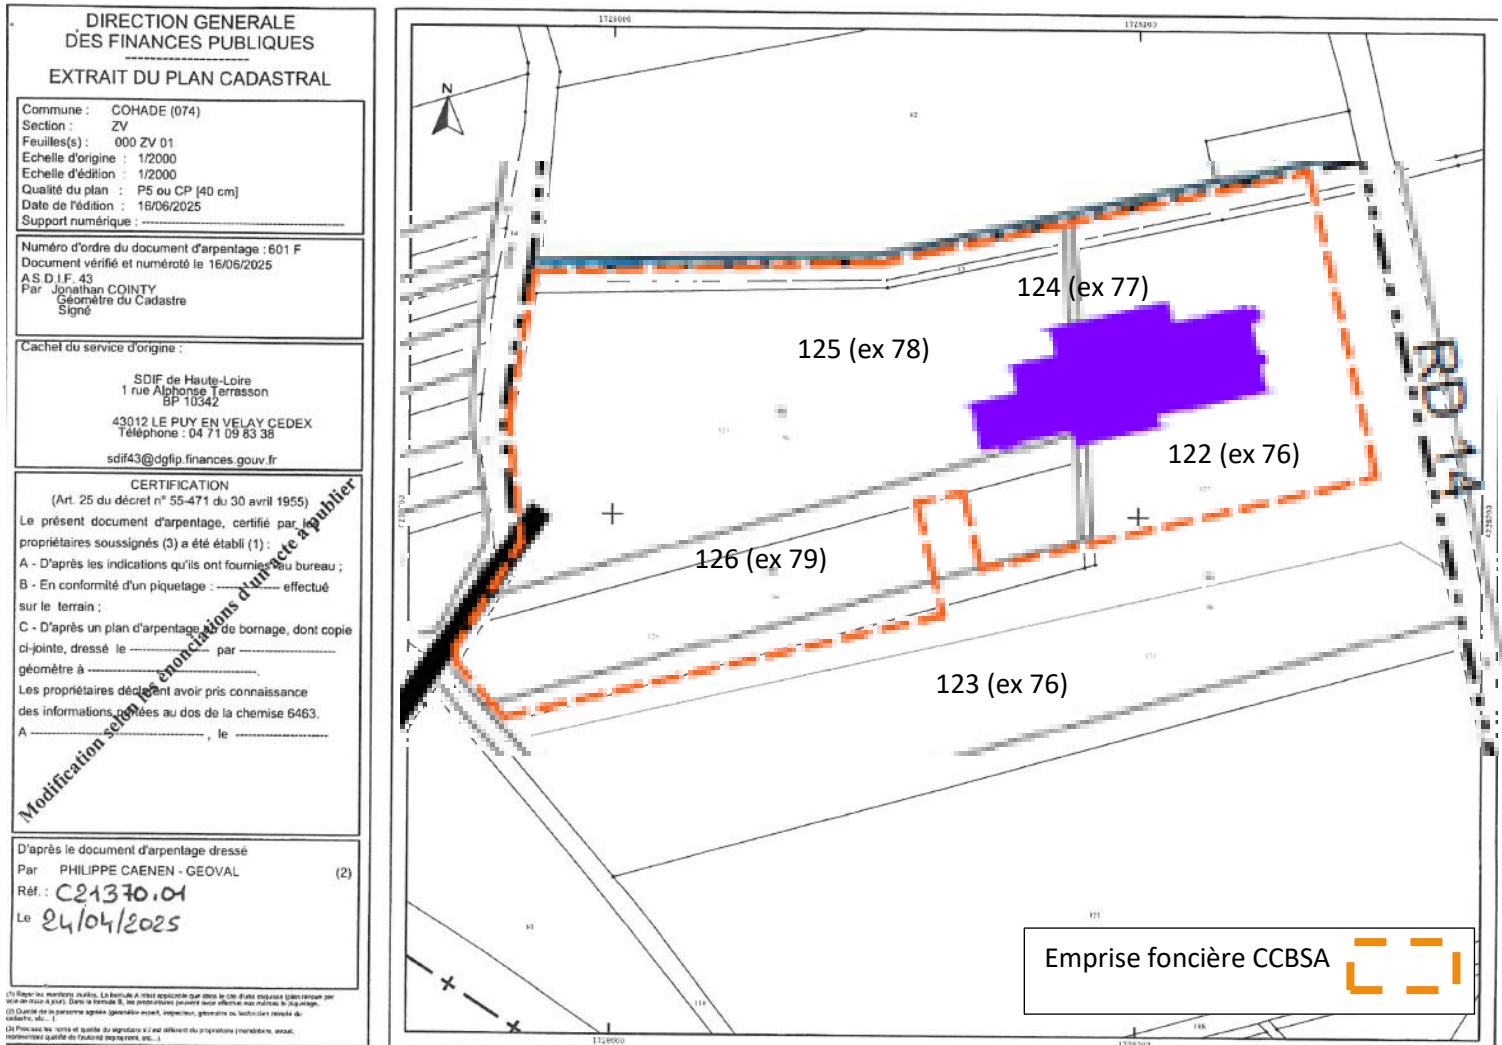 DIRECTION GENERALE
DES FINANCES PUBLIQUES
--------------------
EXTRAIT DU PLAN CADASTRAL
Commune : COHADE (074)
Section : ZV
Feuilles(s) : 000 ZV 01
Echelle d'origine : 1/2000
Echelle d'édition : 1/2000
Qualité du plan : P5 ou CP [40 cm]
Date de l'édition : 16/06/2025
Support numérique : --------------------
Numéro d'ordre du document d'arpentage : 601 F
Document vérifié et numéroté le 16/06/2025
A.S.D.I.F. 43
Par Jonathan COINTY
Géomètre du Cadastre
Signé
Cachet du service d'origine :
SDIF de Haute-Loire
1 rue Alphonse Terrasson
BP 10342
43012 LE PUY EN VELAY CEDEX
Téléphone : 04 71 09 83 38
sdif43@dgfip.finances.gouv.fr
CERTIFICATION
(Art. 25 du décret n° 55-471 du 30 avril 1955)
Le présent document d'arpentage, certifié par les
propriétaires soussignés (3) a été établi (1) :
A - D'après les indications qu'ils ont fournies au bureau ;
B - En conformité d'un piquetage : ---------- effectué
sur le terrain ;
C - D'après un plan d'arpentage ou de bornage, dont copie
ci-jointe, dressé le ---------- par ----------
géomètre à --------------------.
Les propriétaires déclarent avoir pris connaissance
des informations portées au dos de la chemise 6463.
A --------------------, le ----------
Modification selon les énonciations d'un acte à publier
D'après le document d'arpentage dressé
Par PHILIPPE CAENEN - GEOVAL (2)
Réf. : C21370.01
Le 24/04/2025
1728000
1728200
N
82
124 (ex 77)
125 (ex 78)
122 (ex 76)
126 (ex 79)
123 (ex 76)
RD 14
121
Emprise foncière CCBSA
1728000